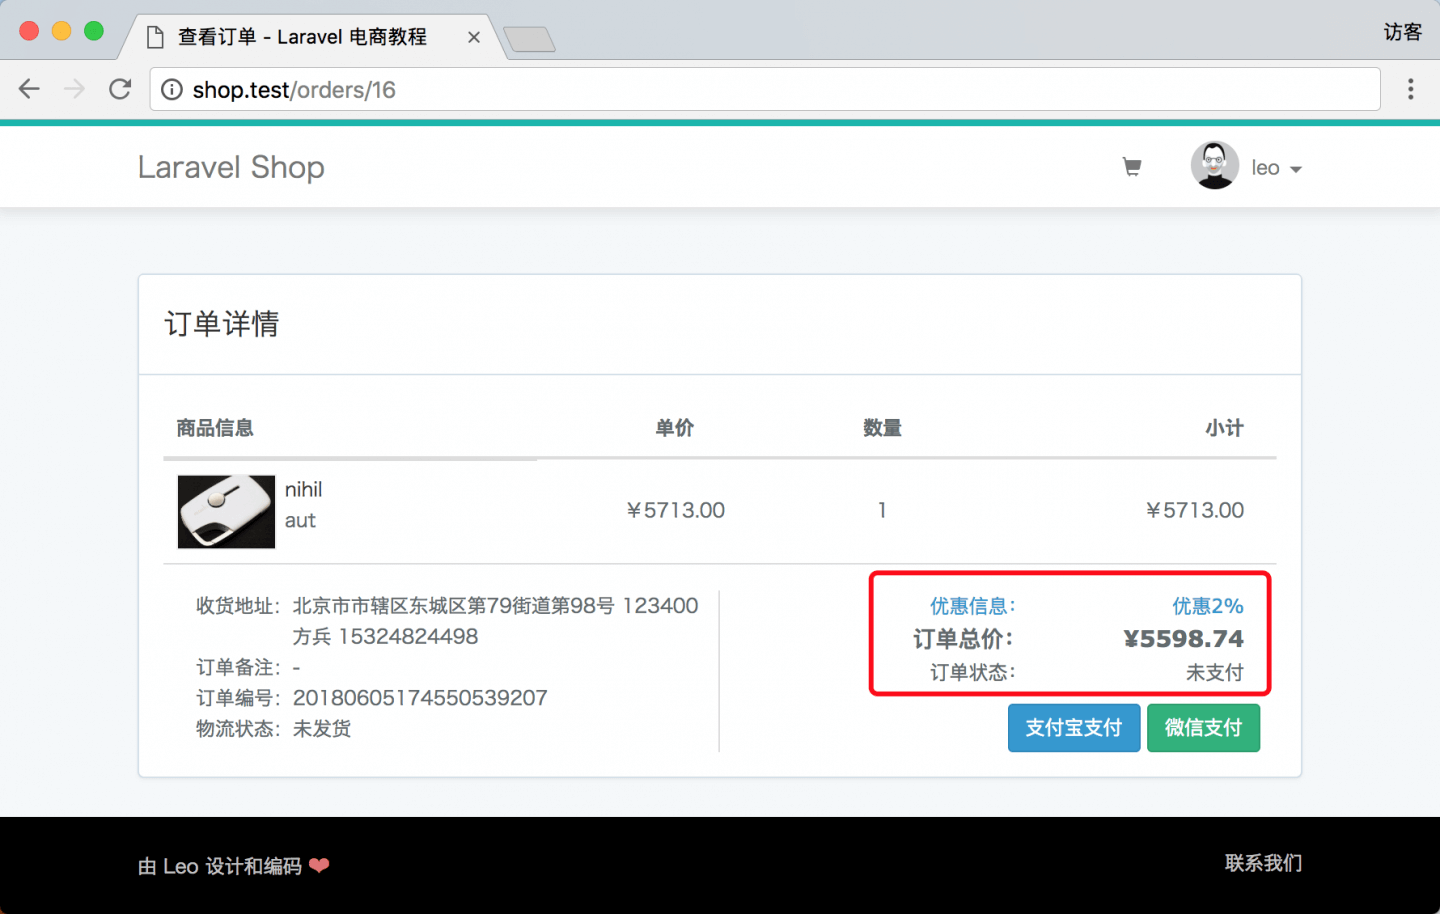 查看订单 - Laravel 电商教程
访客
shop.test/orders/16
Laravel Shop
leo
订单详情
商品信息 单价 数量 小计
nihil
aut
￥5713.00 1 ￥5713.00
收货地址： 北京市市辖区东城区第79街道第98号 123400
方兵 15324824498
订单备注： -
订单编号： 20180605174550539207
物流状态： 未发货
优惠信息： 优惠2%
订单总价： ¥5598.74
订单状态： 未支付
支付宝支付 微信支付
由 Leo 设计和编码 ❤
联系我们